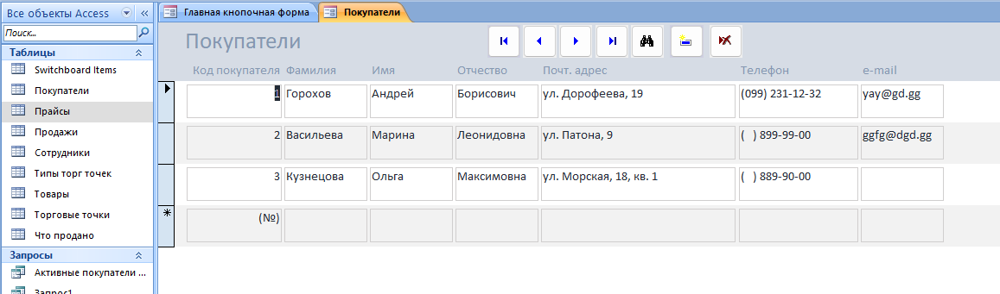 Все объекты Access
Поиск...
Таблицы
Switchboard Items
Покупатели
Прайсы
Продажи
Сотрудники
Типы торг точек
Товары
Торговые точки
Что продано
Запросы
Активные покупатели ...
Запрос1
Главная кнопочная форма Покупатели
Покупатели
Код покупателя Фамилия Имя Отчество Почт. адрес Телефон e-mail
1 Горохов Андрей Борисович ул. Дорофеева, 19 (099) 231-12-32 yay@gd.gg
2 Васильева Марина Леонидовна ул. Патона, 9 ( ) 899-99-00 ggfg@dgd.gg
3 Кузнецова Ольга Максимовна ул. Морская, 18, кв. 1 ( ) 889-90-00
(№)